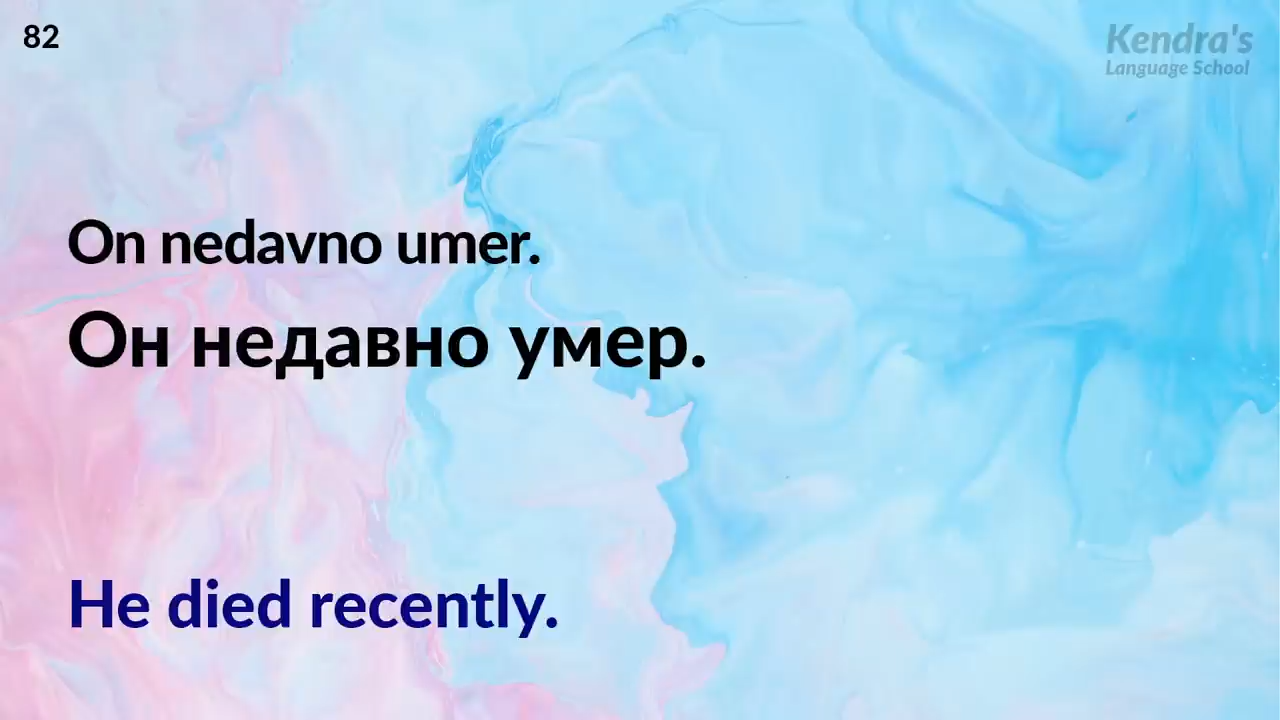 82
Kendra's
Language School
On nedavno umer.
Он недавно умер.
He died recently.